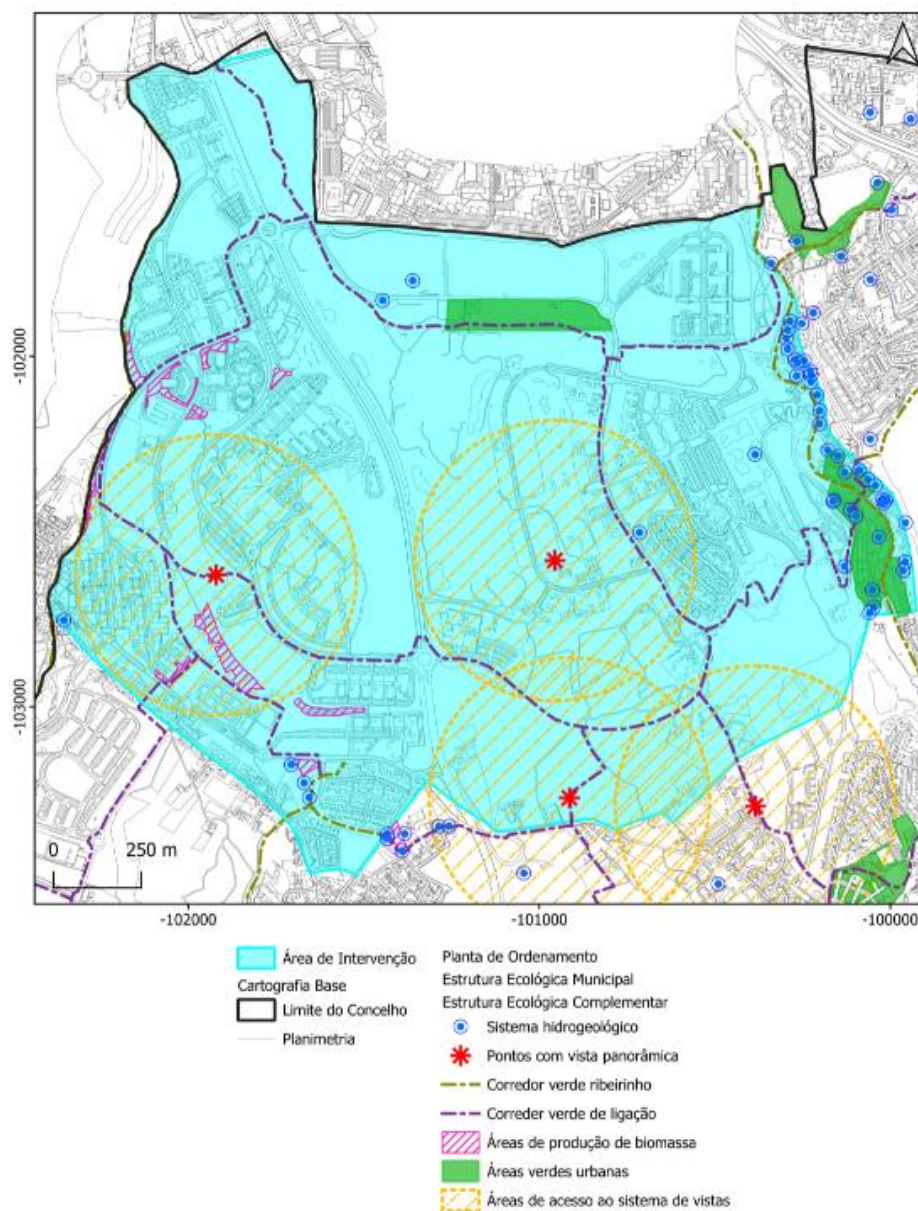 -102000
-103000
0 250 m
-102000 -101000 -100000
Área de Intervenção
Cartografia Base
Limite do Concelho
Planimetria
Planta de Ordenamento
Estrutura Ecológica Municipal
Estrutura Ecológica Complementar
Sistema hidrogeológico
Pontos com vista panorâmica
Corredor verde ribeirinho
Correder verde de ligação
Áreas de produção de biomassa
Áreas verdes urbanas
Áreas de acesso ao sistema de vistas